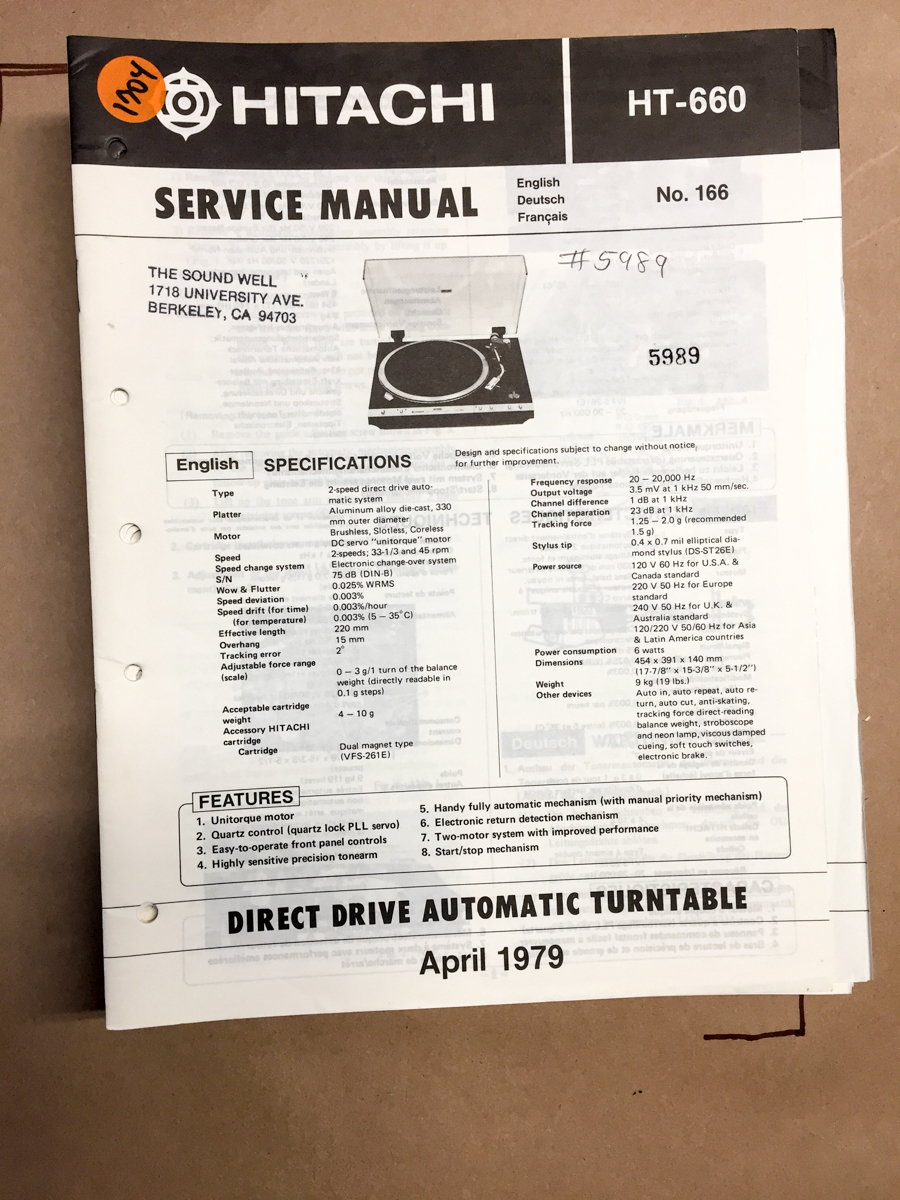 1704
HITACHI
HT-660
SERVICE MANUAL
English
Deutsch
Français
No. 166
THE SOUND WELL
1718 UNIVERSITY AVE.
BERKELEY, CA 94703
#5989
5989
English
SPECIFICATIONS
Design and specifications subject to change without notice,
for further improvement.
Type 2-speed direct drive auto-
matic system
Platter Aluminum alloy die-cast, 330
mm outer diameter
Motor Brushless, Slotless, Coreless
DC servo "unitorque" motor
Speed 2-speeds; 33-1/3 and 45 rpm
Speed change system Electronic change-over system
S/N 75 dB (DIN-B)
Wow & Flutter 0.025% WRMS
Speed deviation 0.003%
Speed drift (for time) 0.003%/hour
(for temperature) 0.003% (5 – 35°C)
Effective length 220 mm
Overhang 15 mm
Tracking error 2°
Adjustable force range
(scale) 0 – 3 g/1 turn of the balance
weight (directly readable in
0.1 g steps)
Acceptable cartridge
weight 4 – 10 g
Accessory HITACHI
cartridge
Cartridge Dual magnet type
(VFS-261E)
Frequency response 20 – 20,000 Hz
Output voltage 3.5 mV at 1 kHz 50 mm/sec.
Channel difference 1 dB at 1 kHz
Channel separation 23 dB at 1 kHz
Tracking force 1.25 – 2.0 g (recommended
1.5 g)
Stylus tip 0.4 x 0.7 mil elliptical dia-
mond stylus (DS-ST26E)
Power source 120 V 60 Hz for U.S.A. &
Canada standard
220 V 50 Hz for Europe
standard
240 V 50 Hz for U.K. &
Australia standard
120/220 V 50/60 Hz for Asia
& Latin America countries
Power consumption 6 watts
Dimensions 454 x 391 x 140 mm
(17-7/8" x 15-3/8" x 5-1/2")
Weight 9 kg (19 lbs.)
Other devices Auto in, auto repeat, auto re-
turn, auto cut, anti-skating,
tracking force direct-reading
balance weight, stroboscope
and neon lamp, viscous damped
cueing, soft touch switches,
electronic brake.
FEATURES
1. Unitorque motor
2. Quartz control (quartz lock PLL servo)
3. Easy-to-operate front panel controls
4. Highly sensitive precision tonearm
5. Handy fully automatic mechanism (with manual priority mechanism)
6. Electronic return detection mechanism
7. Two-motor system with improved performance
8. Start/stop mechanism
DIRECT DRIVE AUTOMATIC TURNTABLE
April 1979